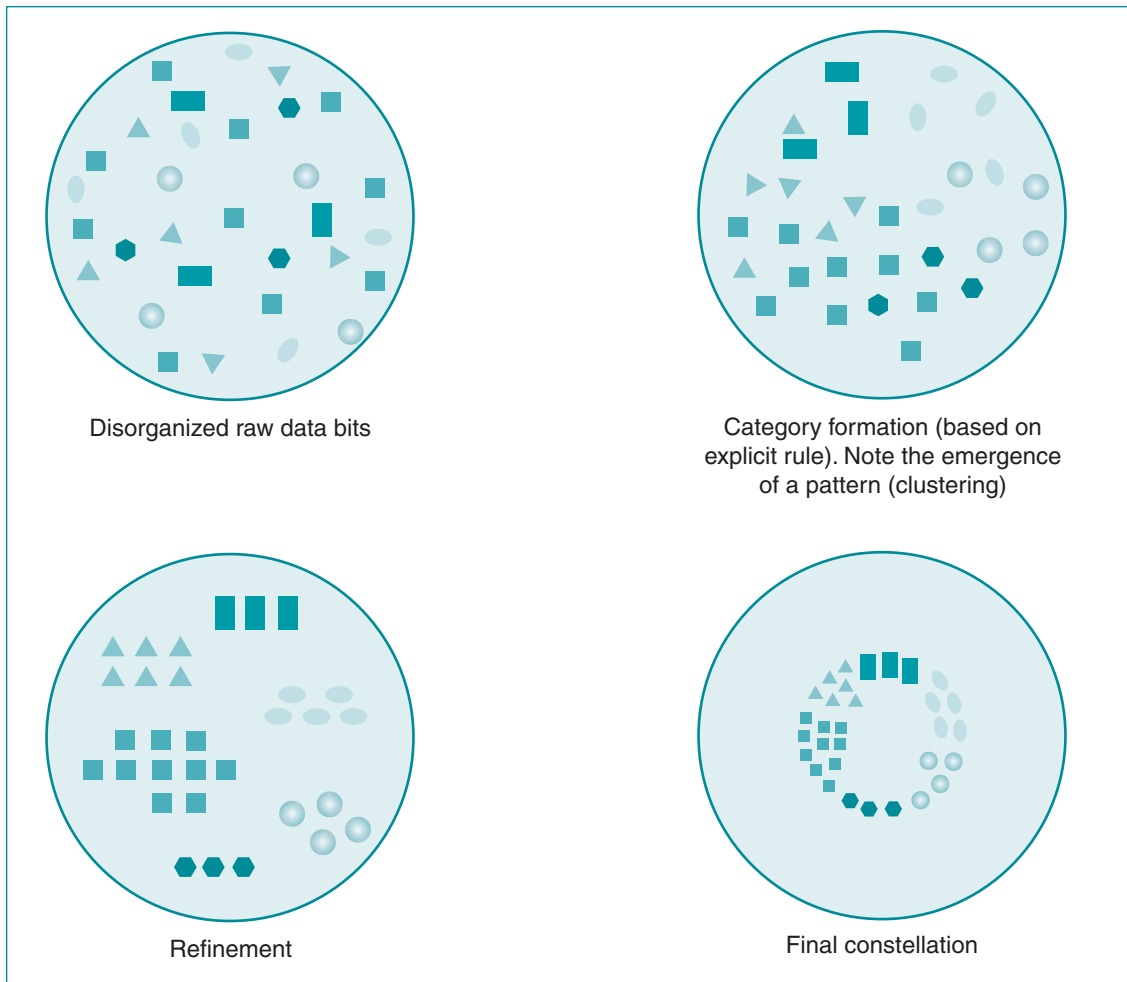 Disorganized raw data bits
Category formation (based on
explicit rule). Note the emergence
of a pattern (clustering)
Refinement
Final constellation